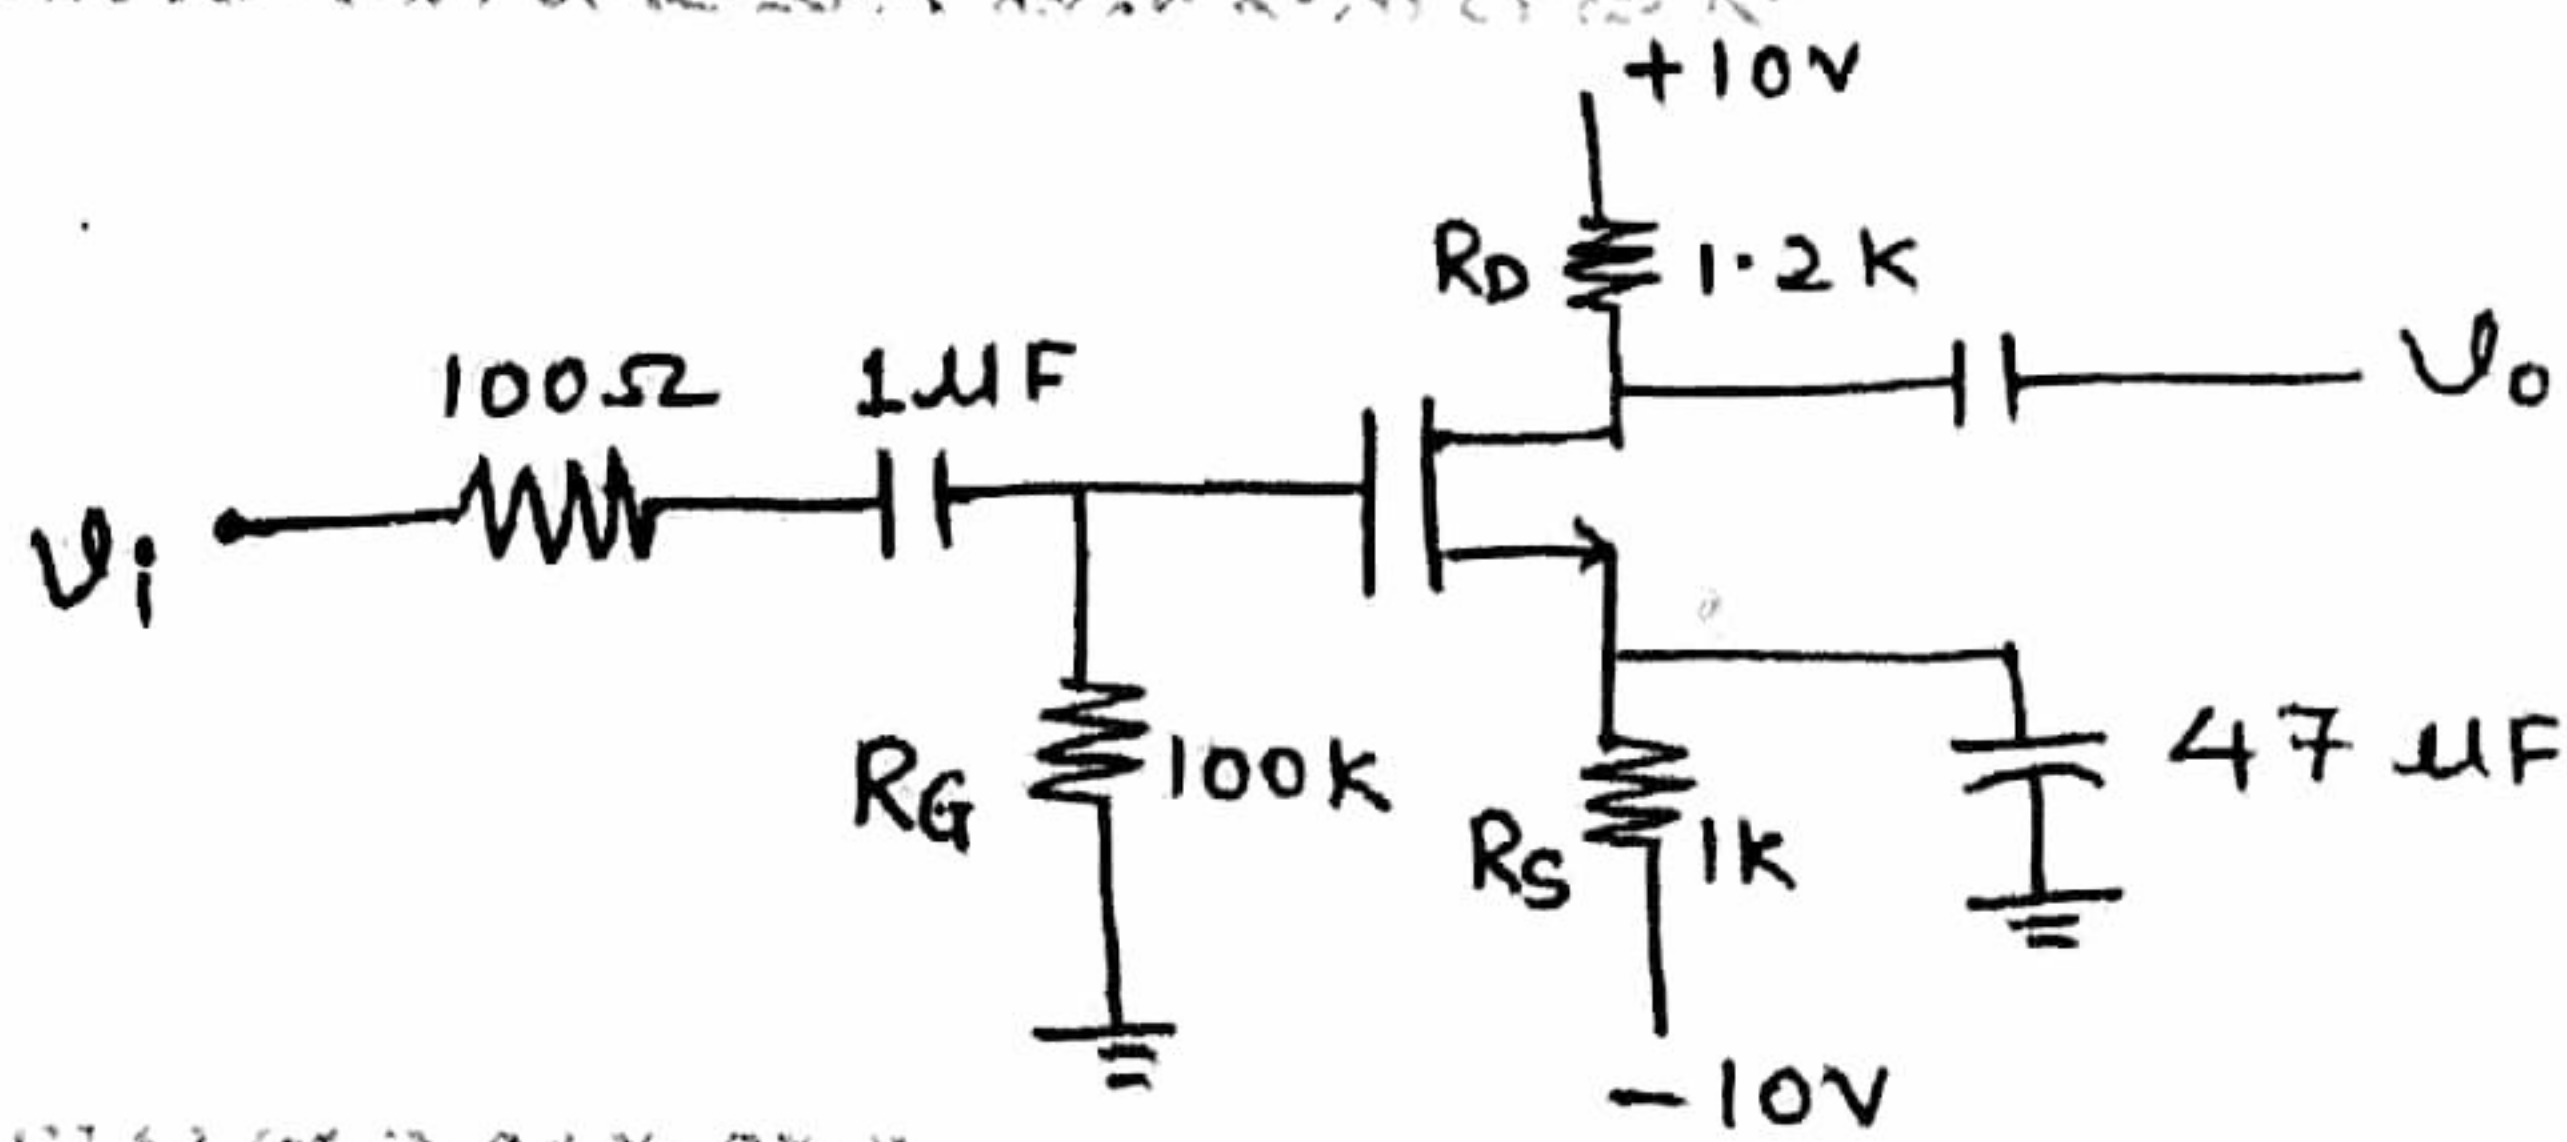 +10V
RD 1.2K
100Ω 1μF
Vo
Vi
RG 100K
47 μF
RS 1K
-10V